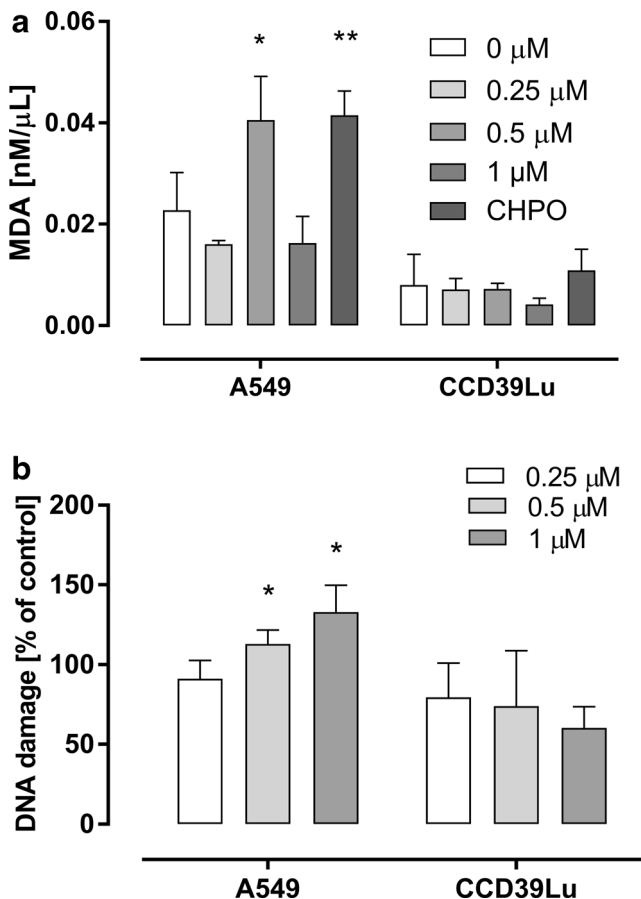 a
MDA [nM/μL]
0.06
0.04
0.02
0.00
*
**
0 μM
0.25 μM
0.5 μM
1 μM
CHPO
A549
CCD39Lu
b
DNA damage [% of control]
200
150
100
50
0
*
*
0.25 μM
0.5 μM
1 μM
A549
CCD39Lu